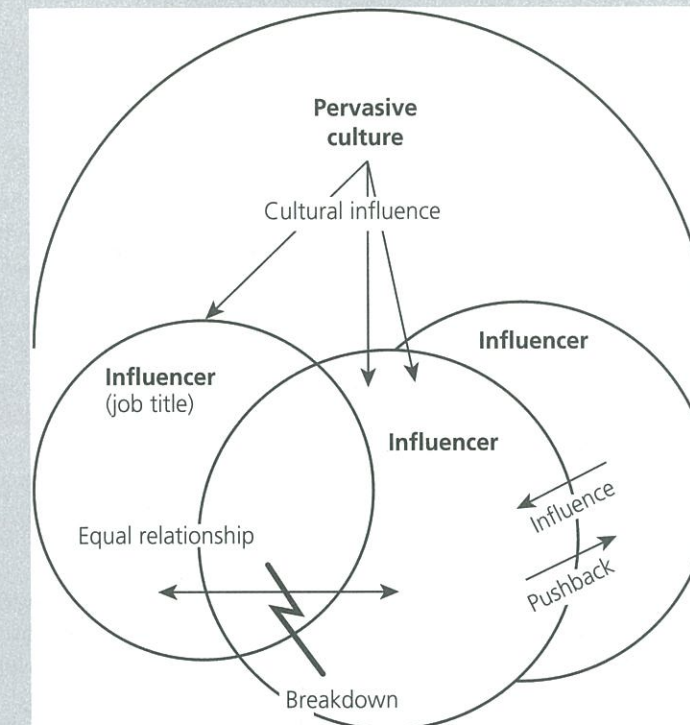 Pervasive
culture
Cultural influence
Influencer
Influencer
(job title)
Influencer
Influence
Equal relationship
Pushback
Breakdown